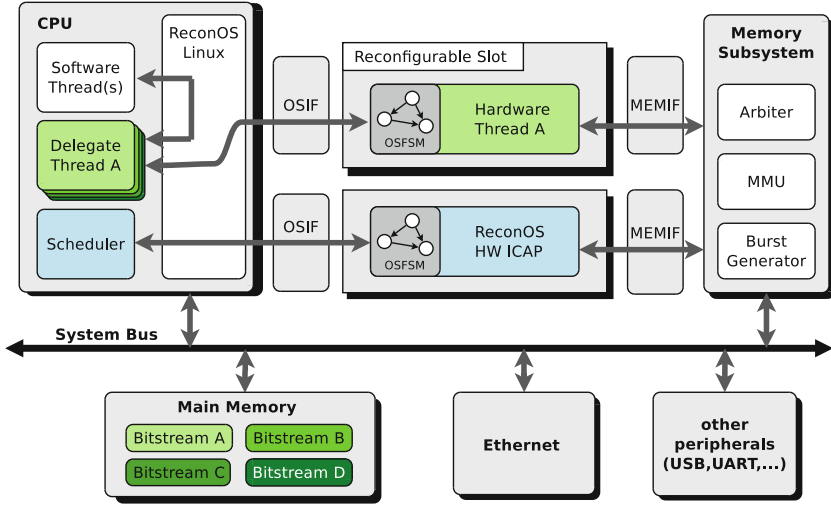 CPU
ReconOS
Linux
Software
Thread(s)
Delegate
Thread A
Scheduler
OSIF
OSIF
Reconfigurable Slot
OSFSM
Hardware
Thread A
OSFSM
ReconOS
HW ICAP
MEMIF
MEMIF
Memory
Subsystem
Arbiter
MMU
Burst
Generator
System Bus
Main Memory
Bitstream A
Bitstream B
Bitstream C
Bitstream D
Ethernet
other
peripherals
(USB,UART,...)